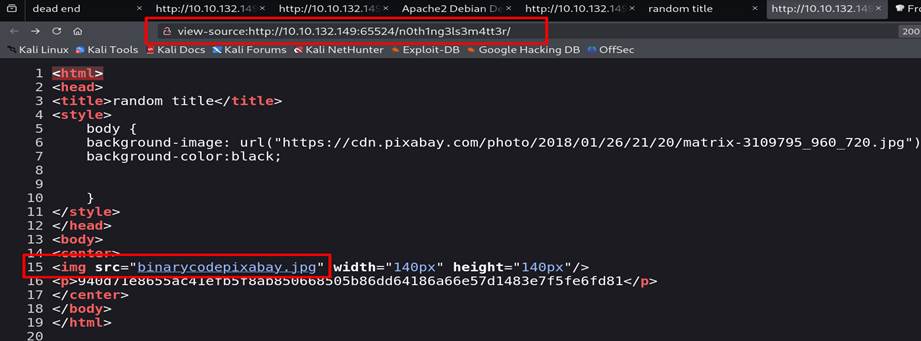 dead end × http://10.10.132.149 × http://10.10.132.149 × Apache2 Debian De × http://10.10.132.149 × random title × http://10.10.132.149 × Fro
view-source:http://10.10.132.149:65524/n0th1ng3ls3m4tt3r/ 200
Kali Linux Kali Tools Kali Docs Kali Forums Kali NetHunter Exploit-DB Google Hacking DB OffSec
1 <html>
2 <head>
3 <title>random title</title>
4 <style>
5 body {
6 background-image: url("https://cdn.pixabay.com/photo/2018/01/26/21/20/matrix-3109795_960_720.jpg")
7 background-color:black;
8
9
10 }
11 </style>
12 </head>
13 <body>
14 <center>
15 <img src="binarycodepixabay.jpg" width="140px" height="140px"/>
16 <p>940d71e8655ac41efb5f8ab850668505b86dd64186a66e57d1483e7f5fe6fd81</p>
17 </center>
18 </body>
19 </html>
20